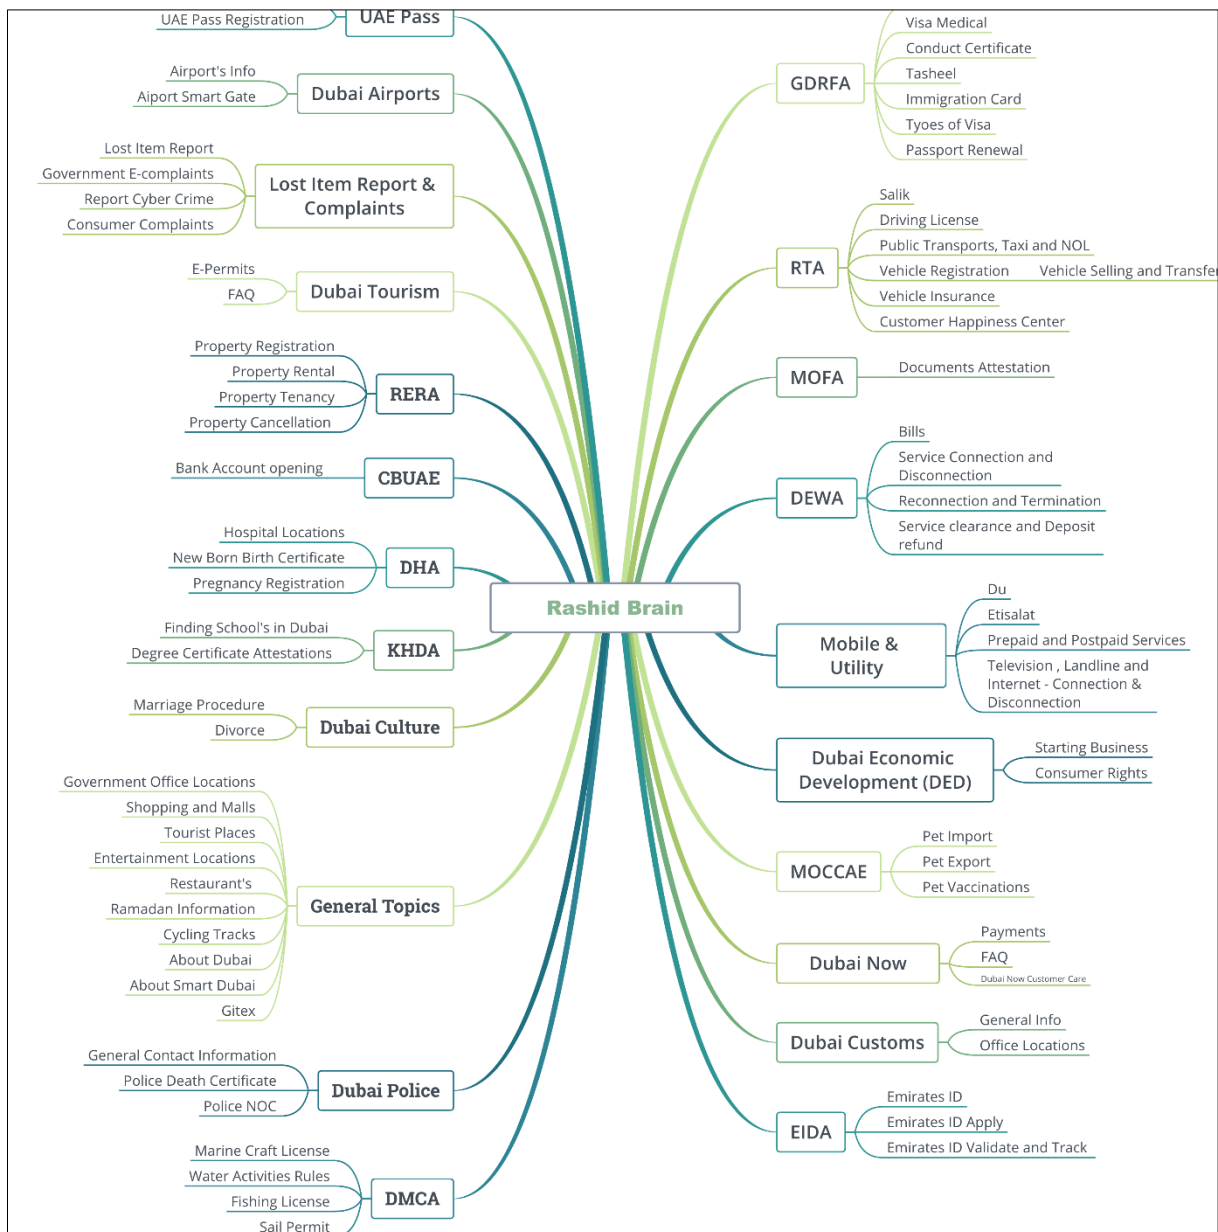 UAE Pass
UAE Pass Registration
Dubai Airports
Airport's Info
Aiport Smart Gate
Lost Item Report &
Complaints
Lost Item Report
Government E-complaints
Report Cyber Crime
Consumer Complaints
Dubai Tourism
E-Permits
FAQ
RERA
Property Registration
Property Rental
Property Tenancy
Property Cancellation
CBUAE
Bank Account opening
DHA
Hospital Locations
New Born Birth Certificate
Pregnancy Registration
KHDA
Finding School's in Dubai
Degree Certificate Attestations
Dubai Culture
Marriage Procedure
Divorce
General Topics
Government Office Locations
Shopping and Malls
Tourist Places
Entertainment Locations
Restaurant's
Ramadan Information
Cycling Tracks
About Dubai
About Smart Dubai
Gitex
Dubai Police
General Contact Information
Police Death Certificate
Police NOC
DMCA
Marine Craft License
Water Activities Rules
Fishing License
Sail Permit
Rashid Brain
GDRFA
Visa Medical
Conduct Certificate
Tasheel
Immigration Card
Tyoes of Visa
Passport Renewal
RTA
Salik
Driving License
Public Transports, Taxi and NOL
Vehicle Registration
Vehicle Selling and Transfer
Vehicle Insurance
Customer Happiness Center
MOFA
Documents Attestation
DEWA
Bills
Service Connection and
Disconnection
Reconnection and Termination
Service clearance and Deposit
refund
Mobile &
Utility
Du
Etisalat
Prepaid and Postpaid Services
Television , Landline and
Internet - Connection &
Disconnection
Dubai Economic
Development (DED)
Starting Business
Consumer Rights
MOCCAE
Pet Import
Pet Export
Pet Vaccinations
Dubai Now
Payments
FAQ
Dubai Now Customer Care
Dubai Customs
General Info
Office Locations
EIDA
Emirates ID
Emirates ID Apply
Emirates ID Validate and Track